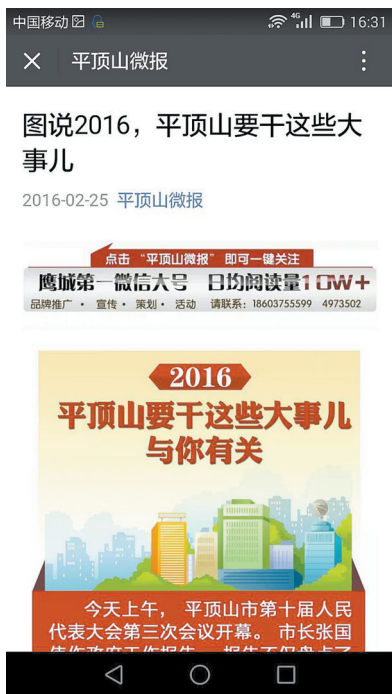 中国移动 4G 16:31
平顶山微报
图说2016，平顶山要干这些大
事儿
2016-02-25 平顶山微报
点击 “平顶山微报” 即可一键关注
鹰城第一微信大号 日均阅读量10W+
品牌推广 · 宣传 · 策划 · 活动 请联系：18603755599 4973502
2016
平顶山要干这些大事儿
与你有关
今天上午， 平顶山市第十届人民
代表大会第三次会议开幕。 市长张国